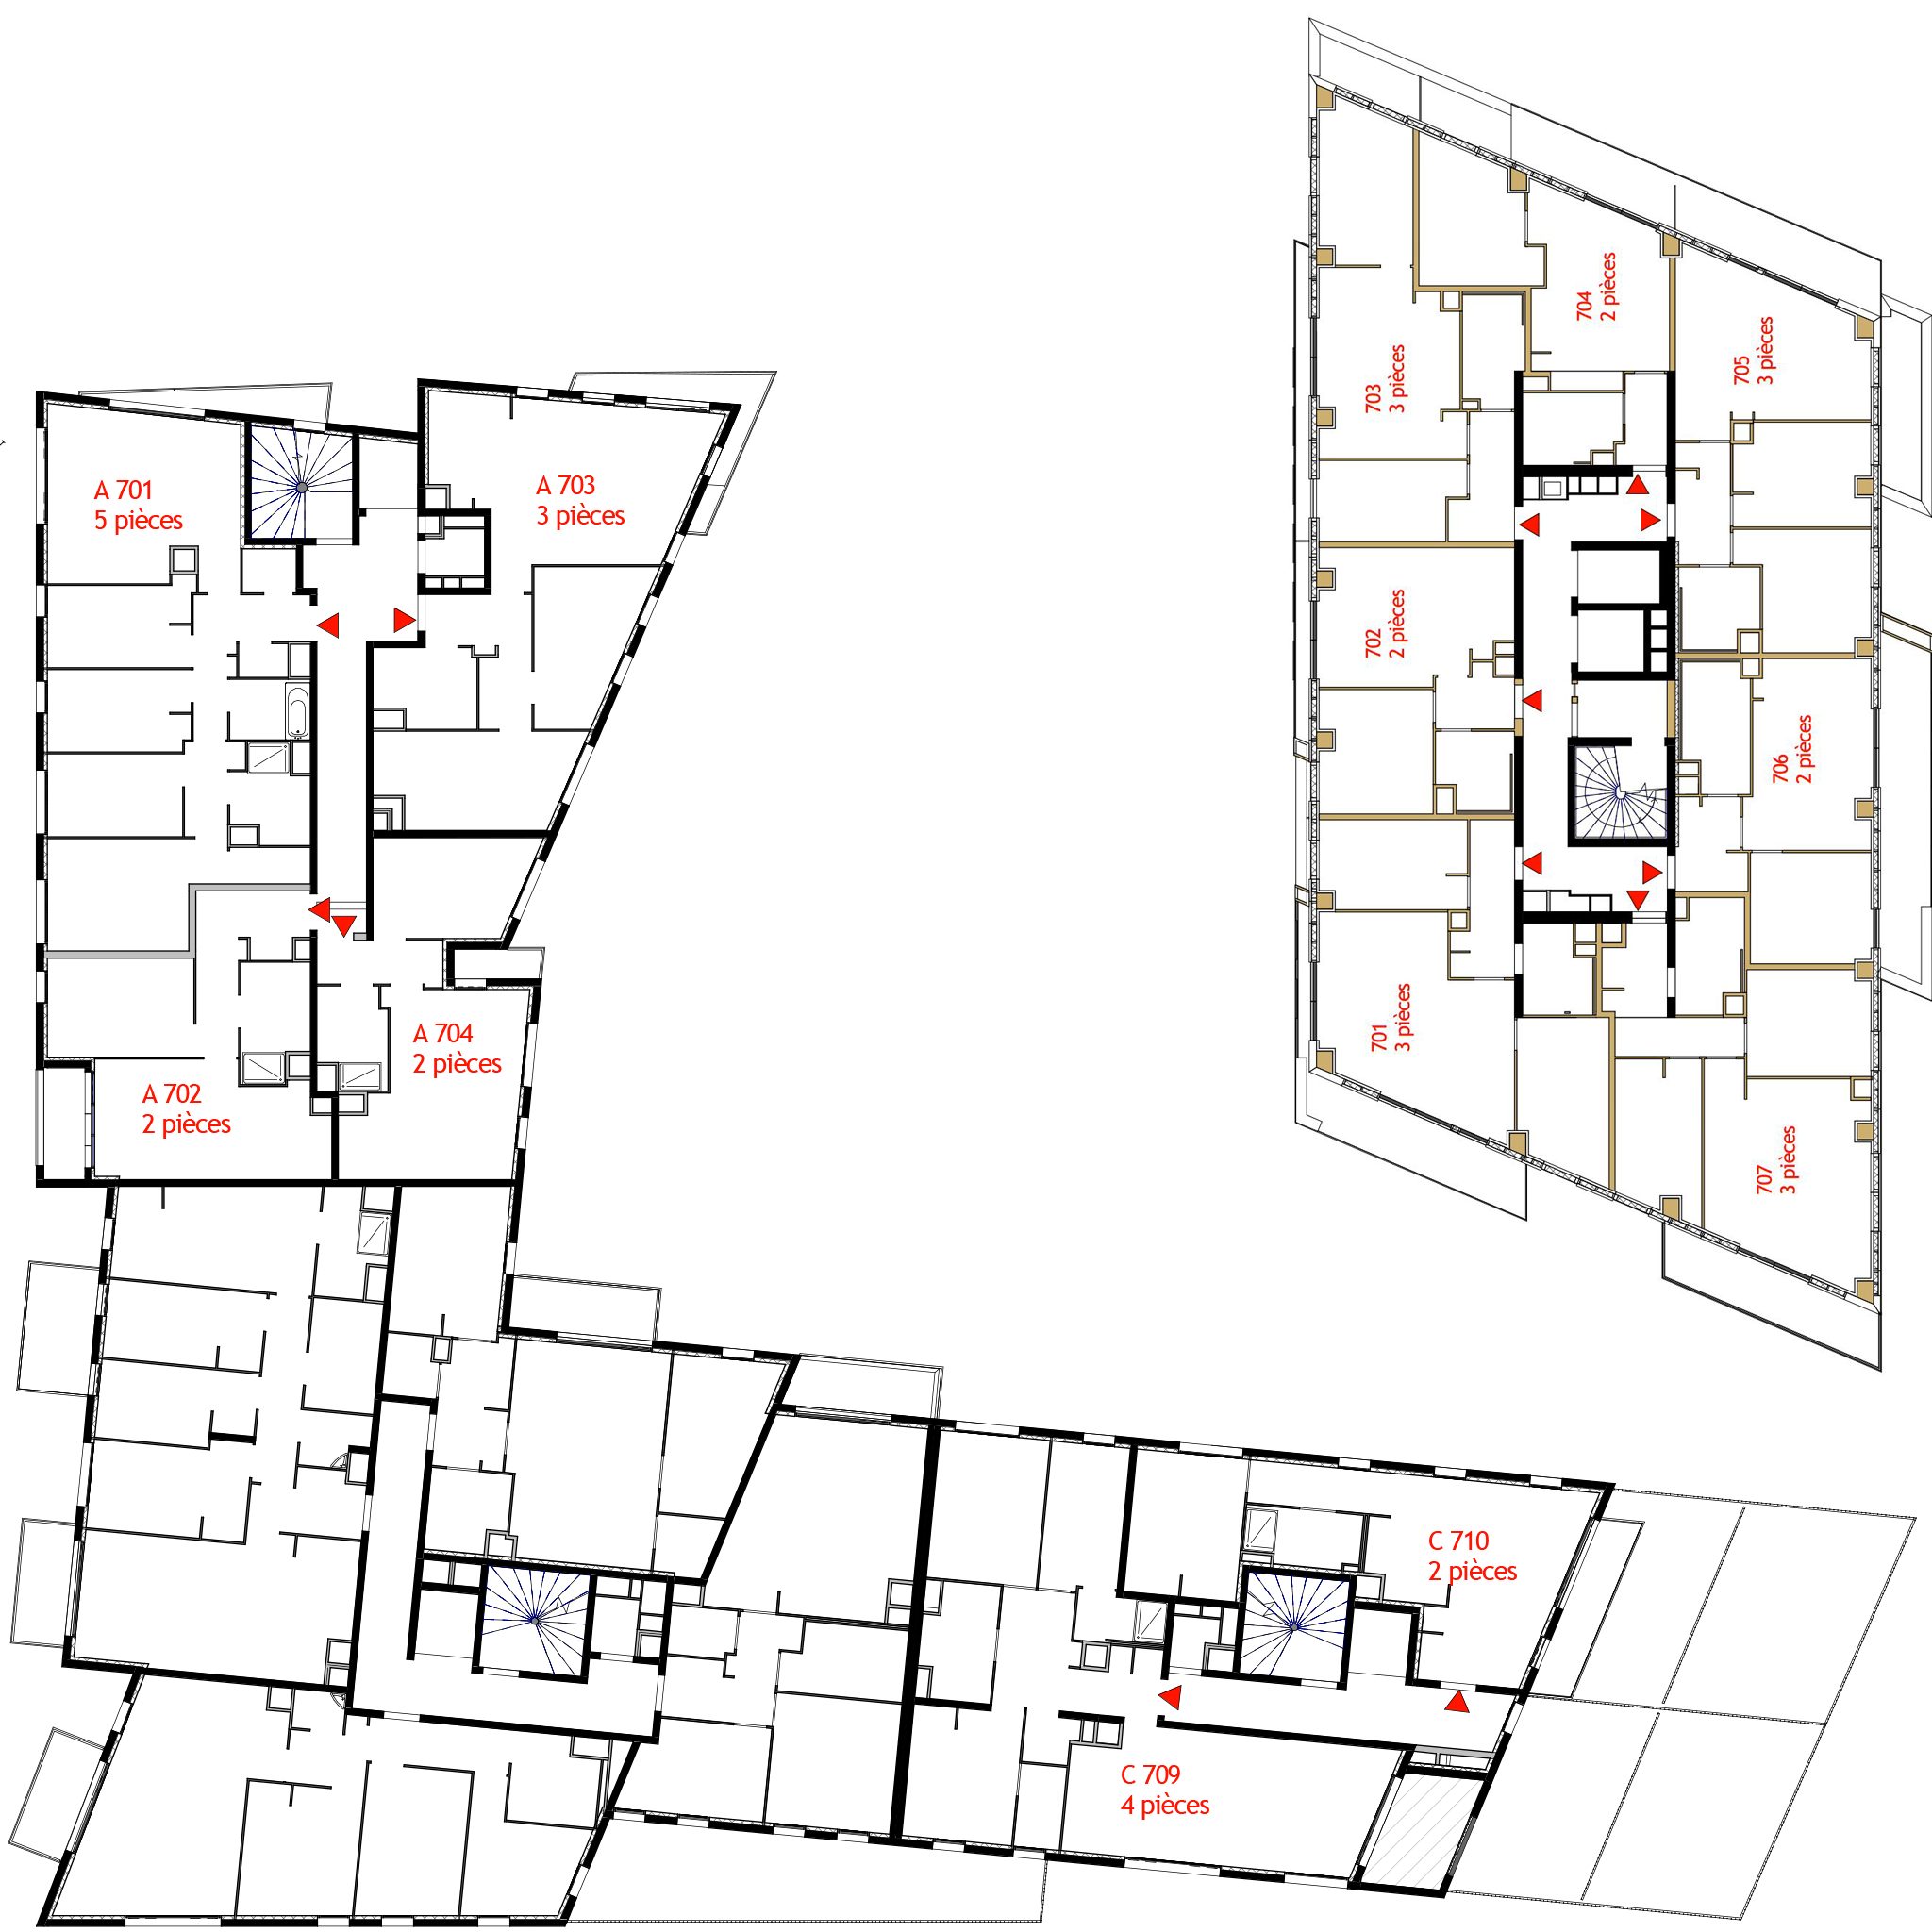 A 701
5 pièces
A 703
3 pièces
A 704
2 pièces
A 702
2 pièces
703
3 pièces
704
2 pièces
705
3 pièces
702
2 pièces
706
2 pièces
701
3 pièces
707
3 pièces
C 710
2 pièces
C 709
4 pièces